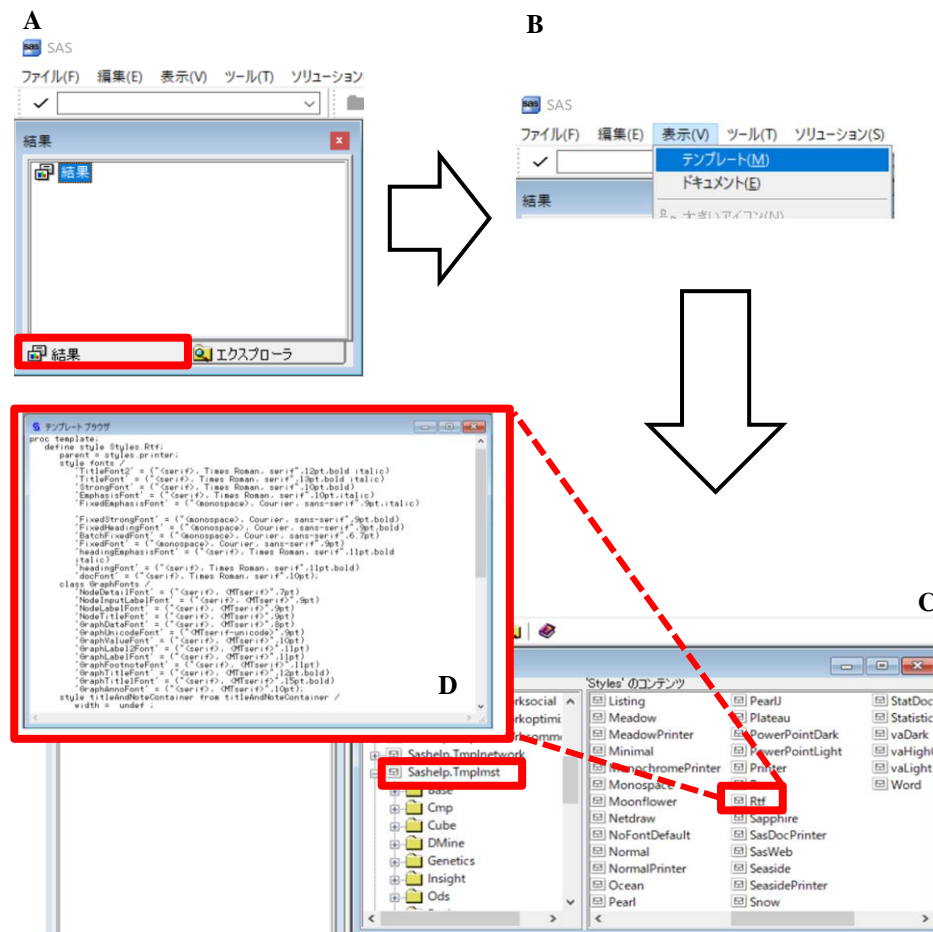 A
SAS
ファイル(F) 編集(E) 表示(V) ツール(T) ソリューション
結果
結果
結果 エクスプローラ
B
SAS
ファイル(F) 編集(E) 表示(V) ツール(T) ソリューション(S)
テンプレート(M)
ドキュメント(E)
結果
大きいアイコン(N)
テンプレート ブラウザ
proc template;
define style Styles.Rtf;
parent = styles.printer;
style fonts /
'TitleFont2' = ("<serif>, Times Roman, serif",12pt,bold italic)
'TitleFont' = ("<serif>, Times Roman, serif",13pt,bold italic)
'StrongFont' = ("<serif>, Times Roman, serif",10pt,bold)
'EmphasisFont' = ("<serif>, Times Roman, serif",10pt,italic)
'FixedEmphasisFont' = ("<monospace>, Courier, sans-serif",9pt,italic)
'FixedStrongFont' = ("<monospace>, Courier, sans-serif",9pt,bold)
'FixedHeadingFont' = ("<monospace>, Courier, sans-serif",9pt,bold)
'BatchFixedFont' = ("<monospace>, Courier, sans-serif",6.7pt)
'FixedFont' = ("<monospace>, Courier, sans-serif",9pt)
'headingEmphasisFont' = ("<serif>, Times Roman, serif",11pt,bold
italic)
'headingFont' = ("<serif>, Times Roman, serif",11pt,bold)
'docFont' = ("<serif>, Times Roman, serif",10pt);
class GraphFonts /
'NodeDetailFont' = ("<serif>, <MTserif>",7pt)
'NodeInputLabelFont' = ("<serif>, <MTserif>",9pt)
'NodeLabelFont' = ("<serif>, <MTserif>",9pt)
'NodeTitleFont' = ("<serif>, <MTserif>",9pt)
'GraphDataFont' = ("<serif>, <MTserif>",8pt)
'GraphUnicodeFont' = ("<MTserif-unicode>",9pt)
'GraphValueFont' = ("<serif>, <MTserif>",10pt)
'GraphLabel2Font' = ("<serif>, <MTserif>",11pt)
'GraphLabelFont' = ("<serif>, <MTserif>",11pt)
'GraphFootnoteFont' = ("<serif>, <MTserif>",11pt)
'GraphTitleFont' = ("<serif>, <MTserif>",12pt,bold)
'GraphTitle1Font' = ("<serif>, <MTserif>",15pt,bold)
'GraphAnnoFont' = ("<serif>, <MTserif>",10pt);
style titleAndNoteContainer from titleAndNoteContainer /
width = _undef_;
D
C
'Styles' のコンテンツ
rksocial
rkoptimi
Sashelp.Tmplnetwork
Sashelp.Tmplmst
Base
Cmp
Cube
DMine
Genetics
Insight
Ods
Listing
Meadow
MeadowPrinter
Minimal
MonochromePrinter
Monospace
Moonflower
Netdraw
NoFontDefault
Normal
NormalPrinter
Ocean
Pearl
PearlJ
Plateau
PowerPointDark
PowerPointLight
Printer
Rtf
Sapphire
SasDocPrinter
SasWeb
Seaside
SeasidePrinter
Snow
StatDoc
Statistic
vaDark
vaHigh
vaLight
Word